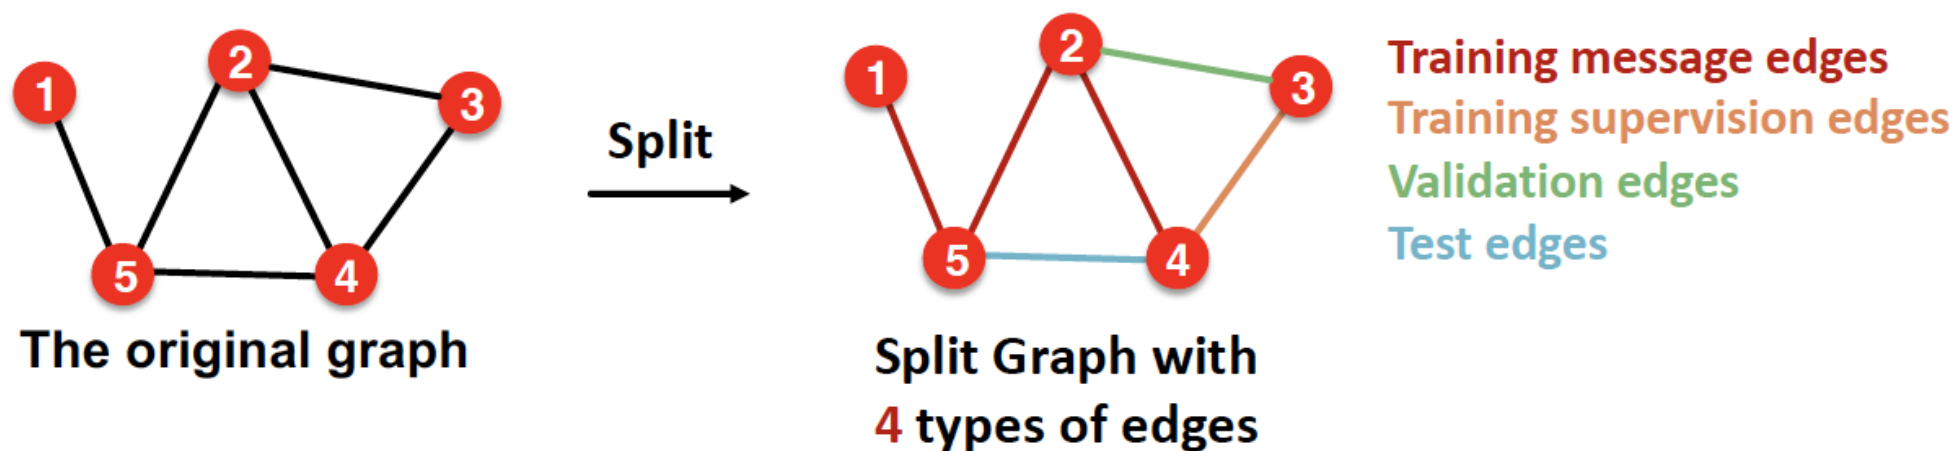 1
2
3
5
4
The original graph
Split
1
2
3
5
4
Split Graph with
4 types of edges
Training message edges
Training supervision edges
Validation edges
Test edges